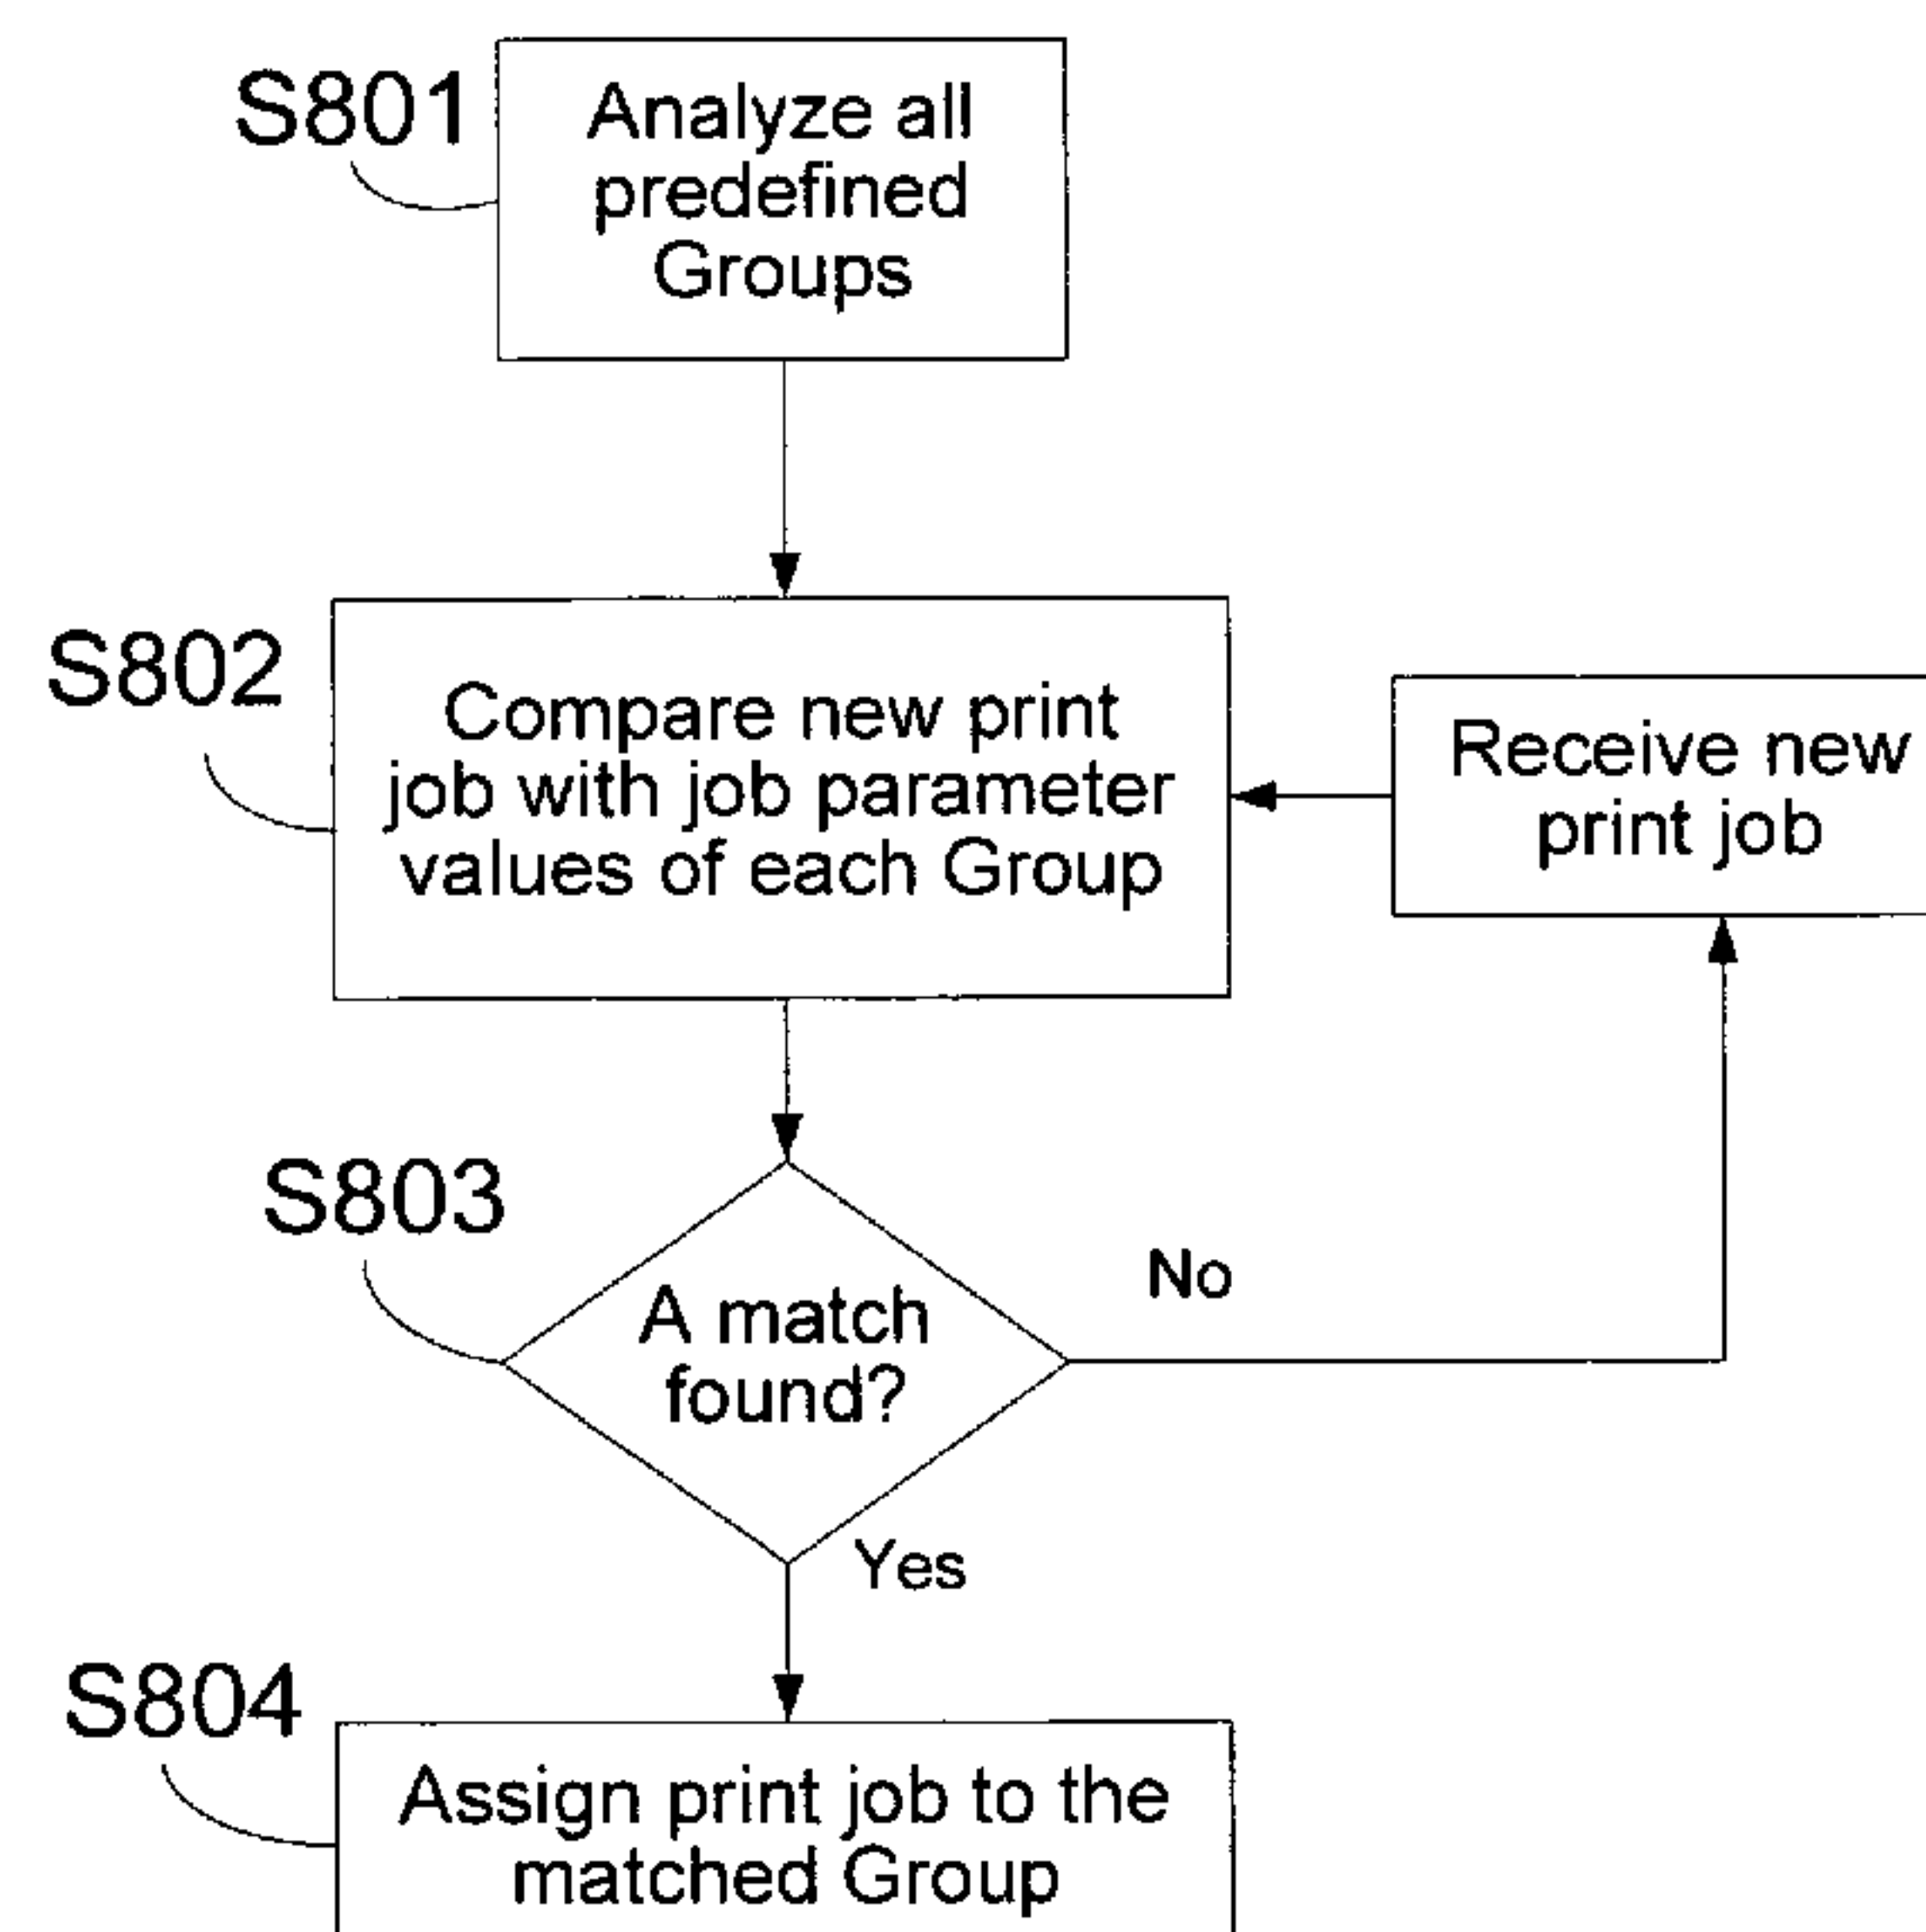 S801
Analyze all
predefined
Groups
S802
Compare new print
job with job parameter
values of each Group
Receive new
print job
S803
A match
found?
No
Yes
S804
Assign print job to the
matched Group